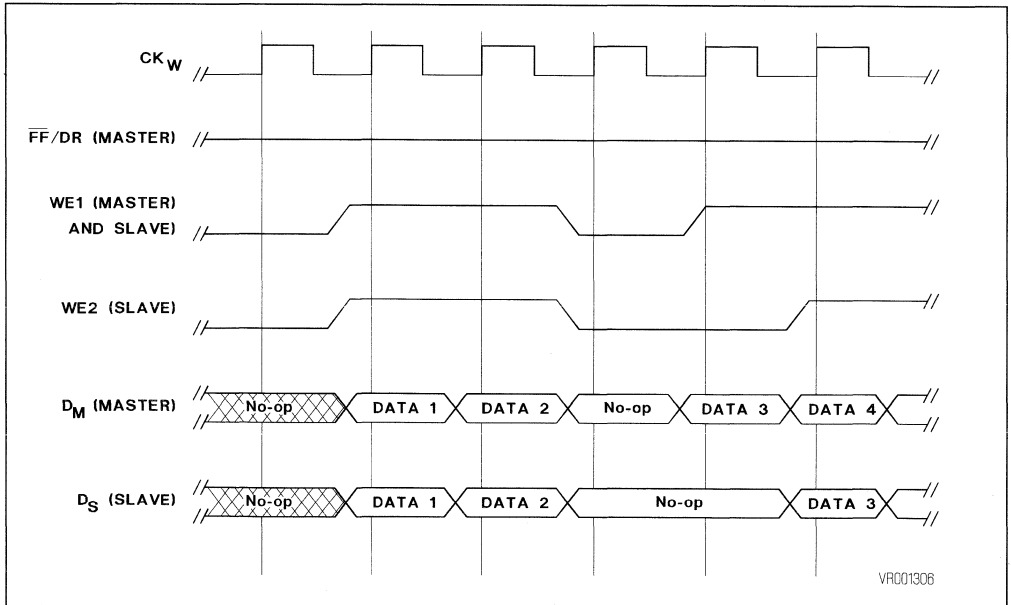 CKW
FF/DR (MASTER)
WE1 (MASTER)
AND SLAVE)
WE2 (SLAVE)
DM (MASTER) No-op DATA 1 DATA 2 No-op DATA 3 DATA 4
DS (SLAVE) No-op DATA 1 DATA 2 No-op DATA 3
VR001306